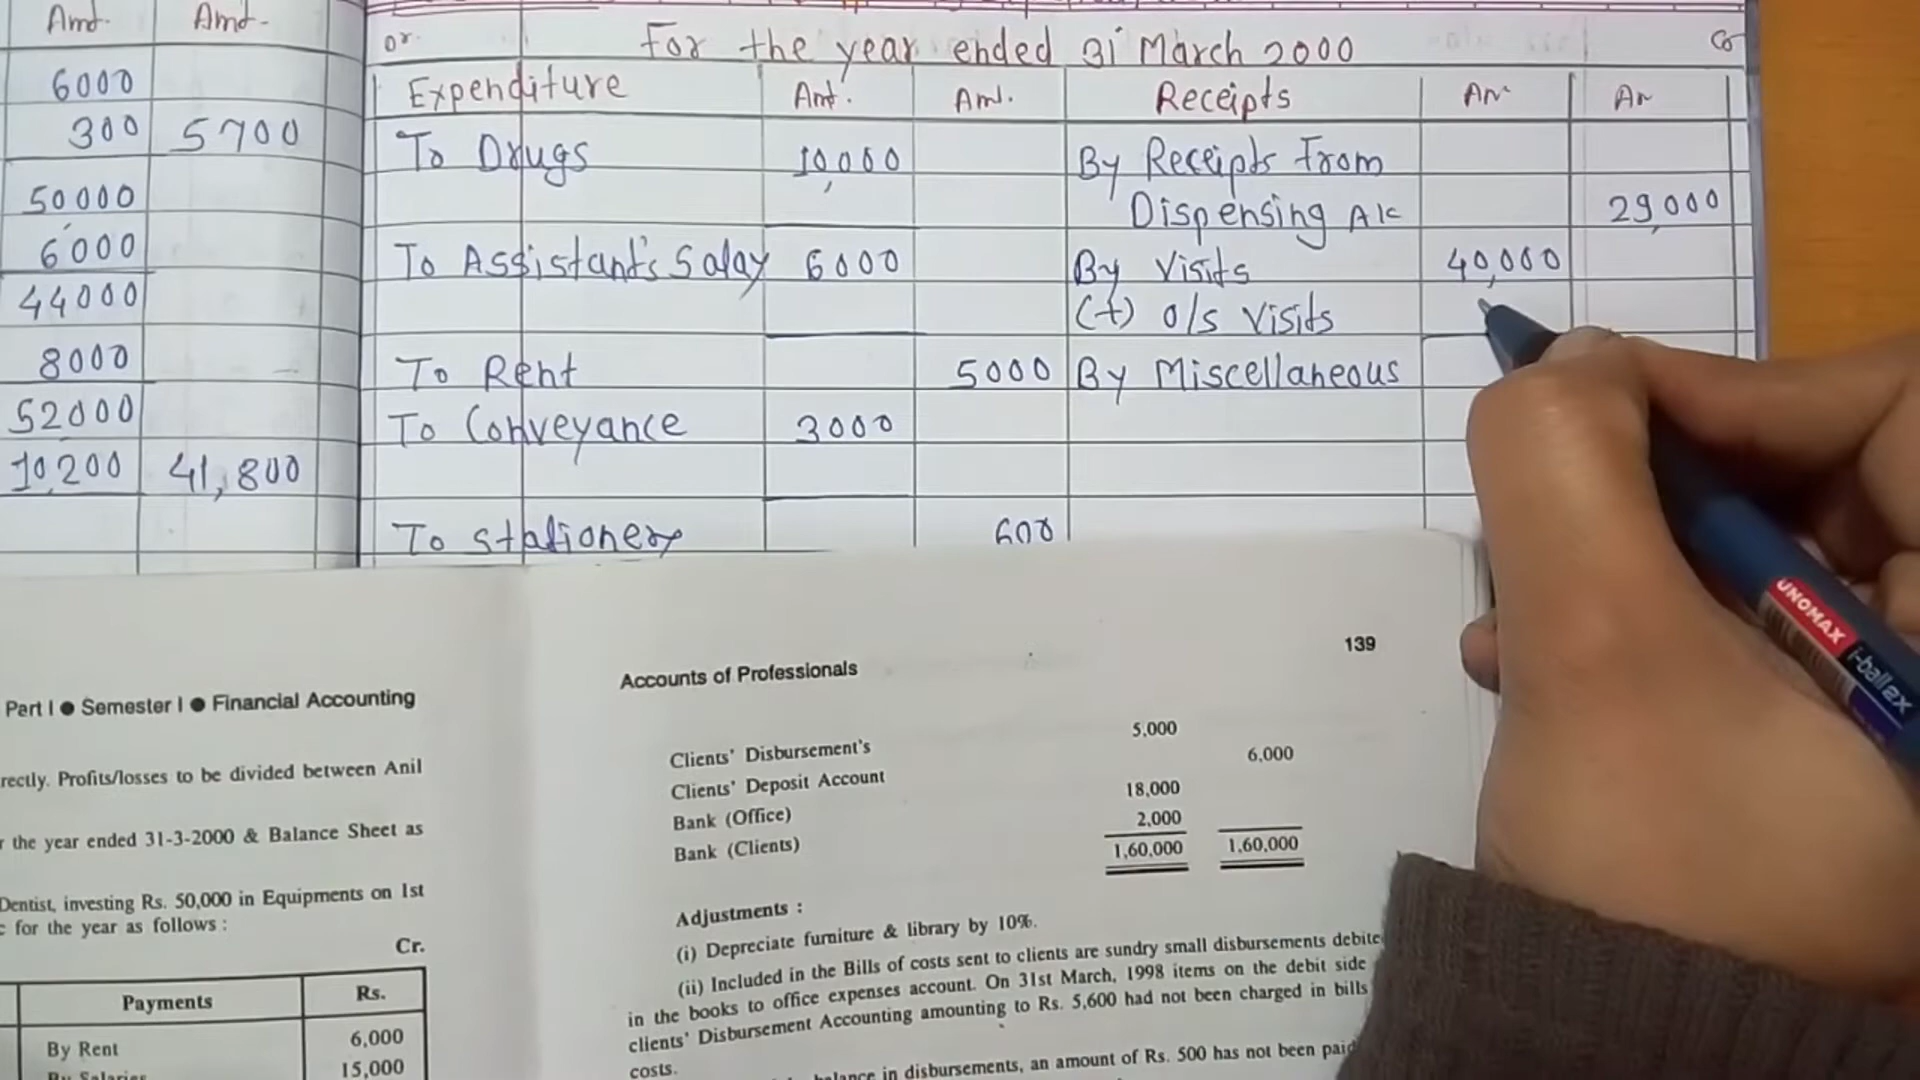 Amt. Amt.
6000
300 5700
50000
6000
44000
8000
52000
10,200 41,800
For the year ended 31 March 2000
Expenditure Amt. Amt. Receipts
To Drugs 10,000 By Receipts From
Dispensing A/c 29,000
To Assistant's Salay 6000 By Visits 40,000
(+) o/s Visits
To Rent 5000 By Miscellaneous
To Conveyance 3000
To stationery 600
Part I ● Semester I ● Financial Accounting
rectly. Profits/losses to be divided between Anil
the year ended 31-3-2000 & Balance Sheet as
Dentist, investing Rs. 50,000 in Equipments on 1st
for the year as follows :
Cr.
Payments Rs.
By Rent 6,000
By Salaries 15,000
139
Accounts of Professionals
5,000
Clients' Disbursement's 6,000
Clients' Deposit Account
Bank (Office) 18,000
Bank (Clients) 2,000
1,60,000 1,60,000
Adjustments :
(i) Depreciate furniture & library by 10%.
(ii) Included in the Bills of costs sent to clients are sundry small disbursements debite
in the books to office expenses account. On 31st March, 1998 items on the debit side
clients' Disbursement Accounting amounting to Rs. 5,600 had not been charged in bills
costs.
balance in disbursements, an amount of Rs. 500 has not been paid
UNOMAX
i-ball ex